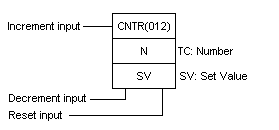 Increment input CNTR(012)
N TC: Number
SV SV: Set Value
Decrement input
Reset input